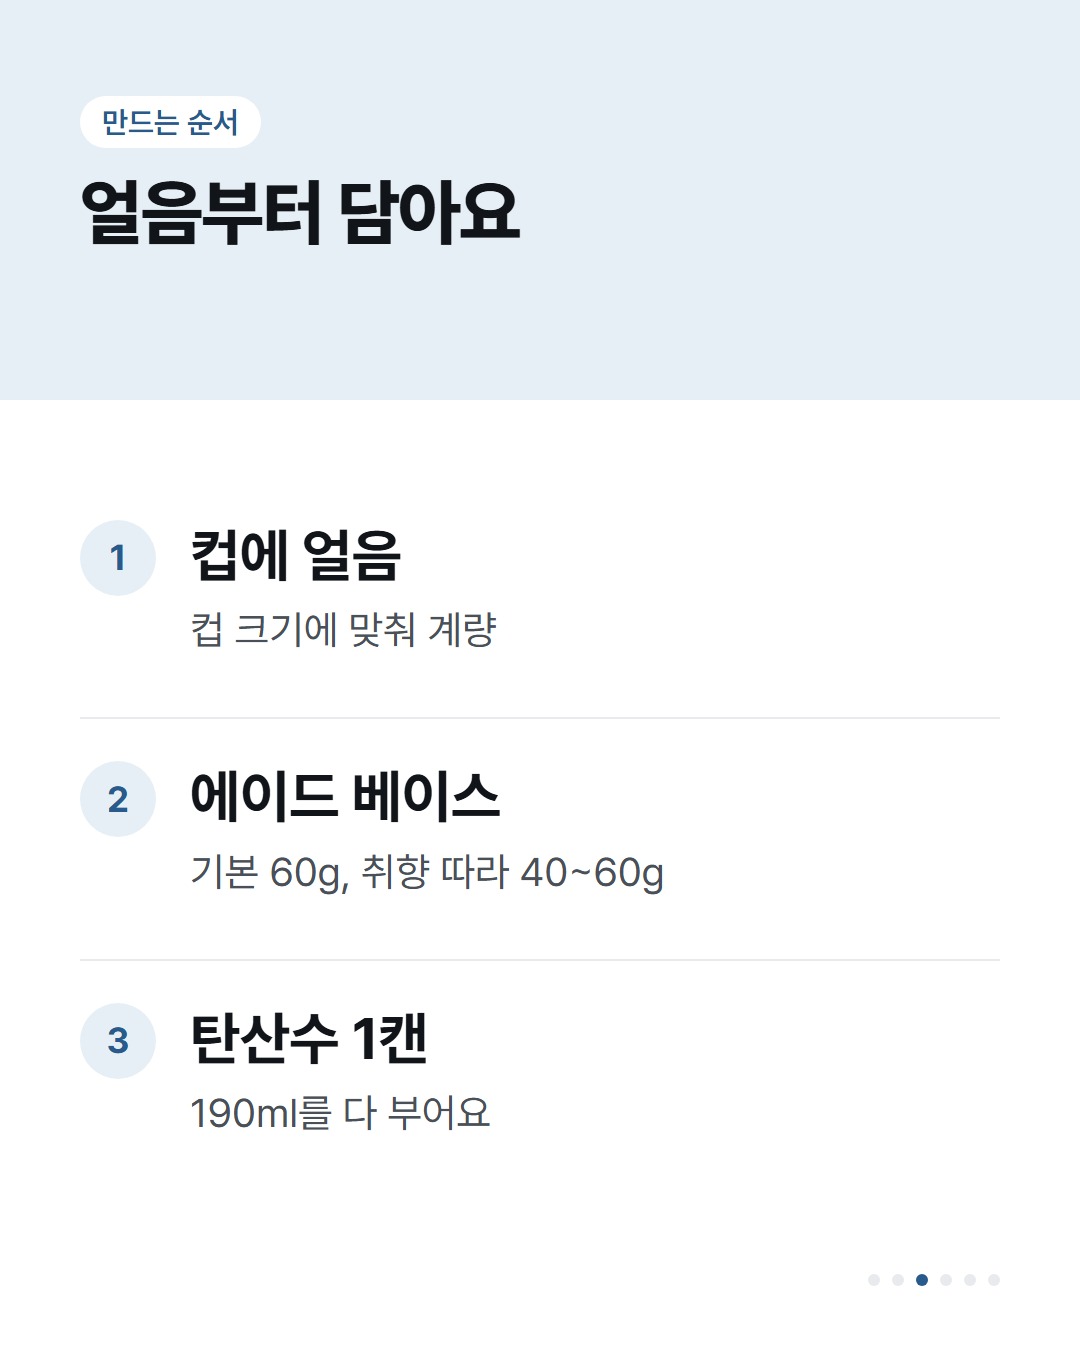 만드는 순서
얼음부터 담아요
1
컵에 얼음
컵 크기에 맞춰 계량
2
에이드 베이스
기본 60g, 취향 따라 40~60g
3
탄산수 1캔
190ml를 다 부어요